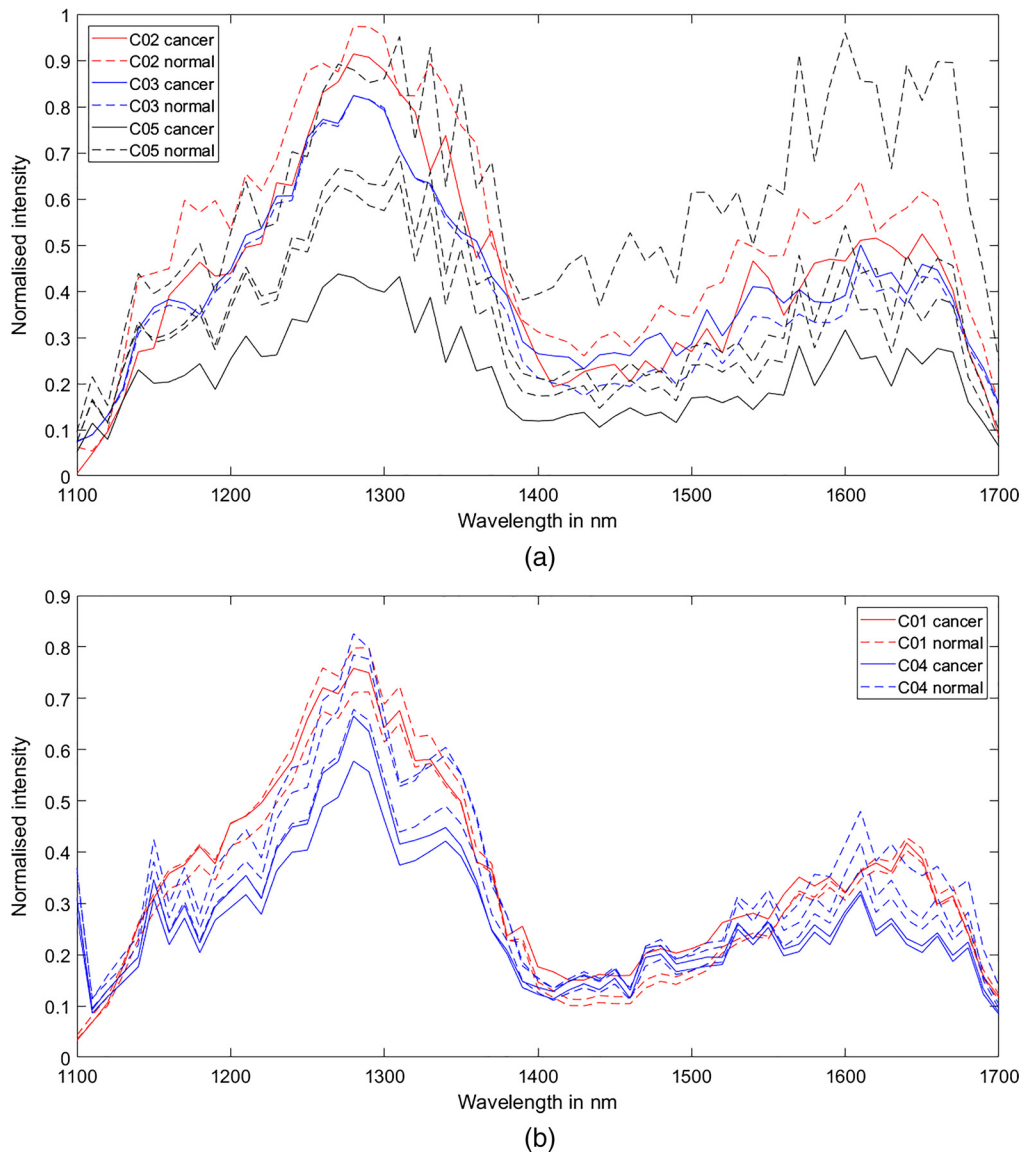 1
0.9
0.8
0.7
0.6
0.5
0.4
0.3
0.2
0.1
0
Normalised intensity
C02 cancer
C02 normal
C03 cancer
C03 normal
C05 cancer
C05 normal
1100 1200 1300 1400 1500 1600 1700
Wavelength in nm
(a)
0.9
0.8
0.7
0.6
0.5
0.4
0.3
0.2
0.1
0
Normalised intensity
C01 cancer
C01 normal
C04 cancer
C04 normal
1100 1200 1300 1400 1500 1600 1700
Wavelength in nm
(b)